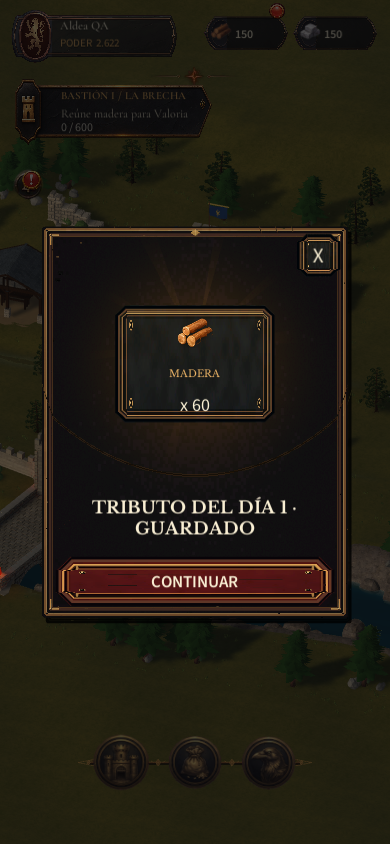 Aldea QA
PODER 2.622
150
150
BASTIÓN I / LA BRECHA
Reúne madera para Valoria
0 / 600
X
MADERA
x 60
TRIBUTO DEL DÍA 1 ·
GUARDADO
CONTINUAR